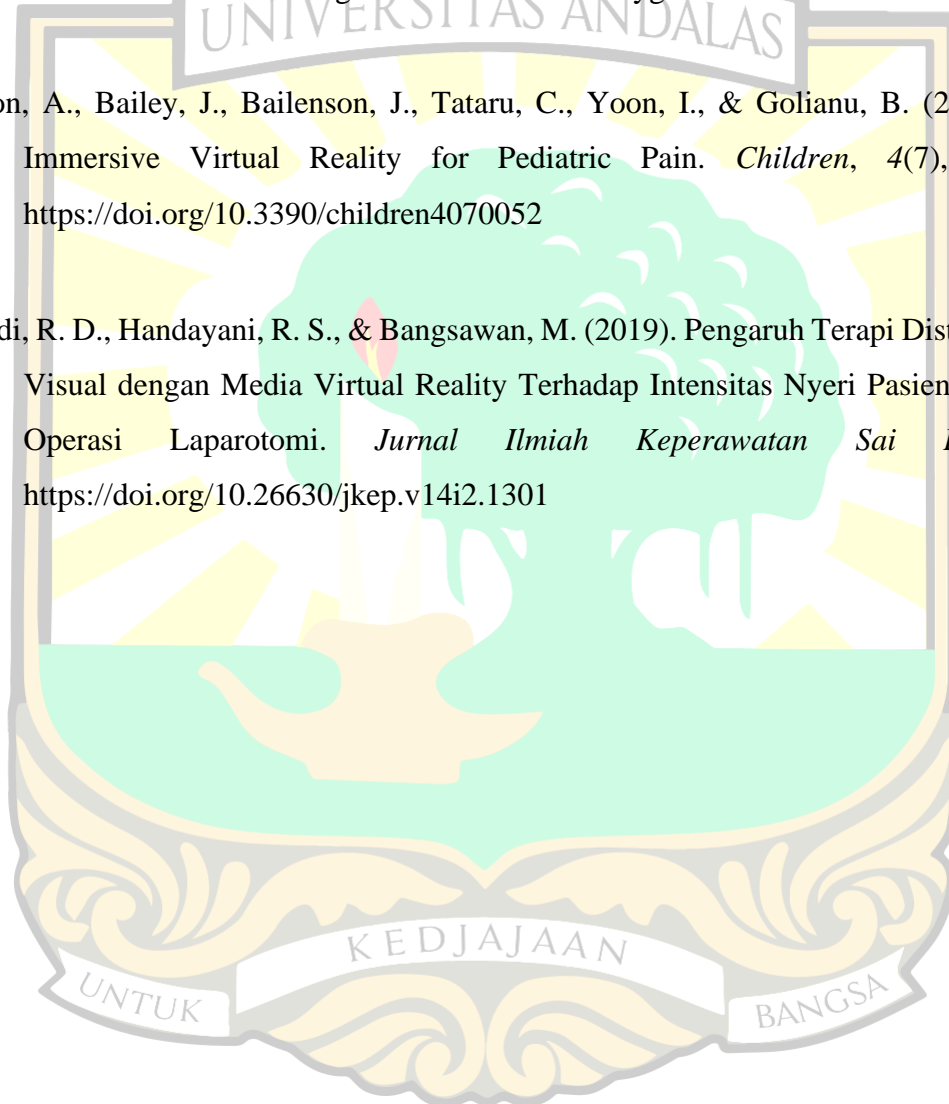 UNIVERSITAS ANDALAS
on, A., Bailey, J., Bailenson, J., Tataru, C., Yoon, I., & Golianu, B. (2
Immersive Virtual Reality for Pediatric Pain. Children, 4(7),
https://doi.org/10.3390/children4070052
di, R. D., Handayani, R. S., & Bangsawan, M. (2019). Pengaruh Terapi Dist
Visual dengan Media Virtual Reality Terhadap Intensitas Nyeri Pasien
Operasi Laparotomi. Jurnal Ilmiah Keperawatan Sai
https://doi.org/10.26630/jkep.v14i2.1301
KEDJAJAAN
UNTUK
BANGSA